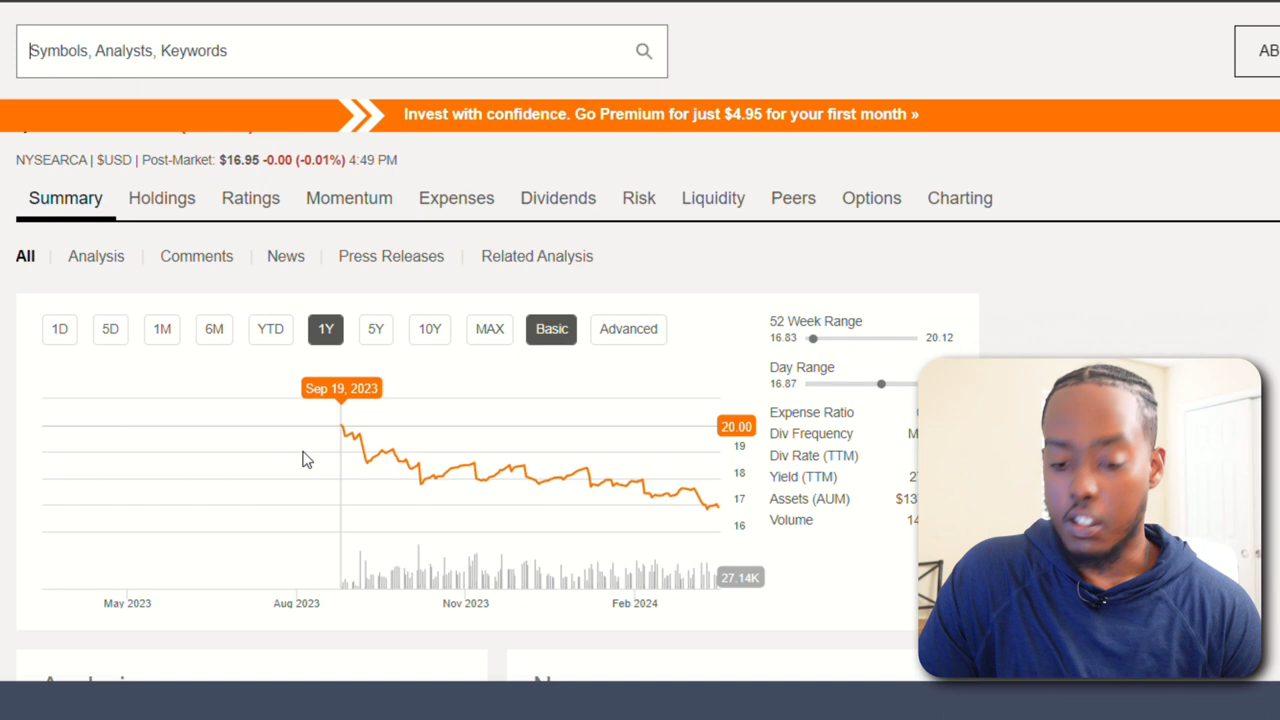 Symbols, Analysts, Keywords
AB
Invest with confidence. Go Premium for just $4.95 for your first month »
NYSEARCA | $USD | Post-Market: $16.95 -0.00 (-0.01%) 4:49 PM
Summary Holdings Ratings Momentum Expenses Dividends Risk Liquidity Peers Options Charting
All | Analysis | Comments | News | Press Releases | Related Analysis
1D 5D 1M 6M YTD 1Y 5Y 10Y MAX Basic Advanced
52 Week Range
16.83 20.12
Day Range
16.87
Sep 19, 2023
20.00
19
18
17
16
27.14K
May 2023 Aug 2023 Nov 2023 Feb 2024
Expense Ratio
Div Frequency M
Div Rate (TTM)
Yield (TTM) 2
Assets (AUM) $13
Volume 14